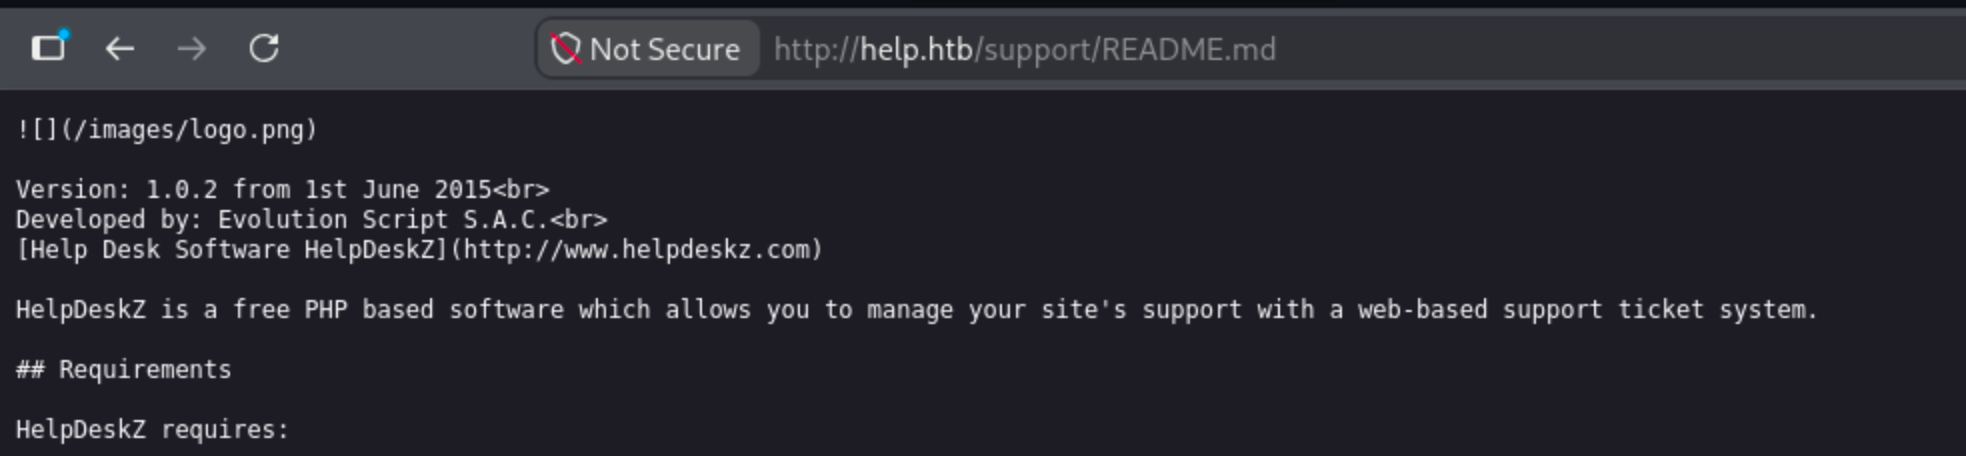 Not Secure http://help.htb/support/README.md
![](/images/logo.png)
Version: 1.0.2 from 1st June 2015<br>
Developed by: Evolution Script S.A.C.<br>
[Help Desk Software HelpDeskZ](http://www.helpdeskz.com)
HelpDeskZ is a free PHP based software which allows you to manage your site's support with a web-based support ticket system.
## Requirements
HelpDeskZ requires: